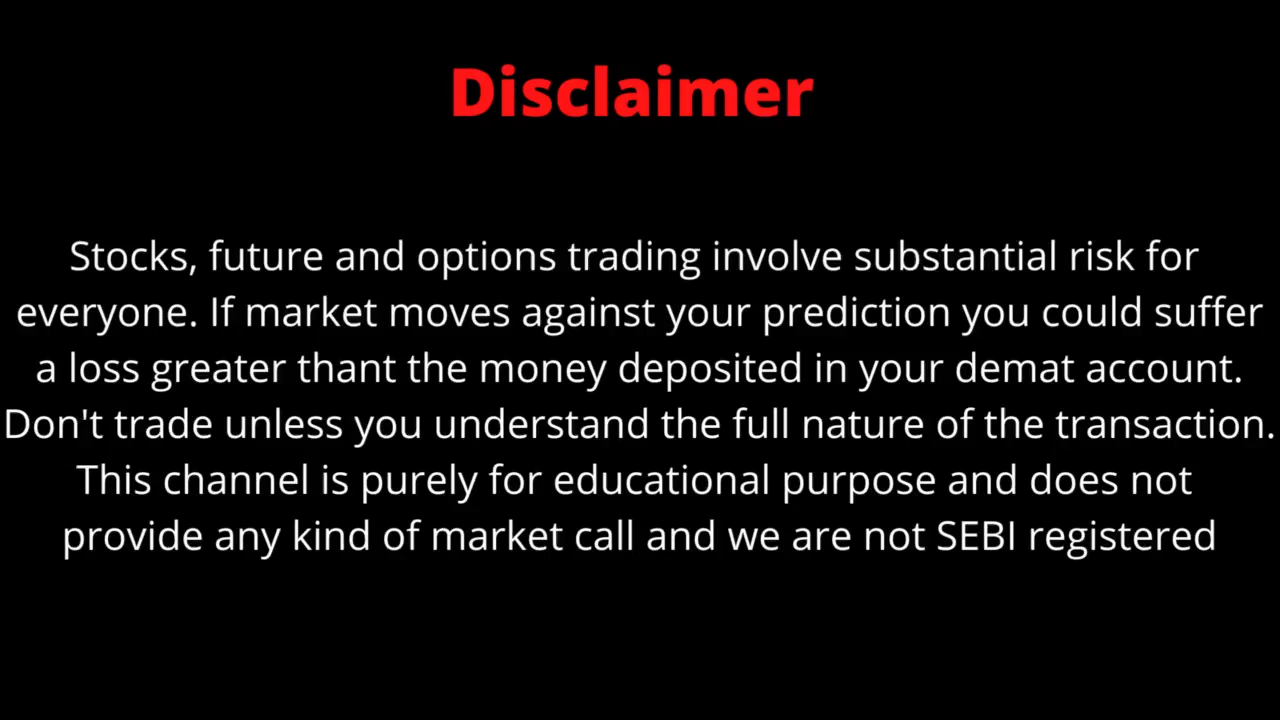 Disclaimer
Stocks, future and options trading involve substantial risk for
everyone. If market moves against your prediction you could suffer
a loss greater thant the money deposited in your demat account.
Don't trade unless you understand the full nature of the transaction.
This channel is purely for educational purpose and does not
provide any kind of market call and we are not SEBI registered